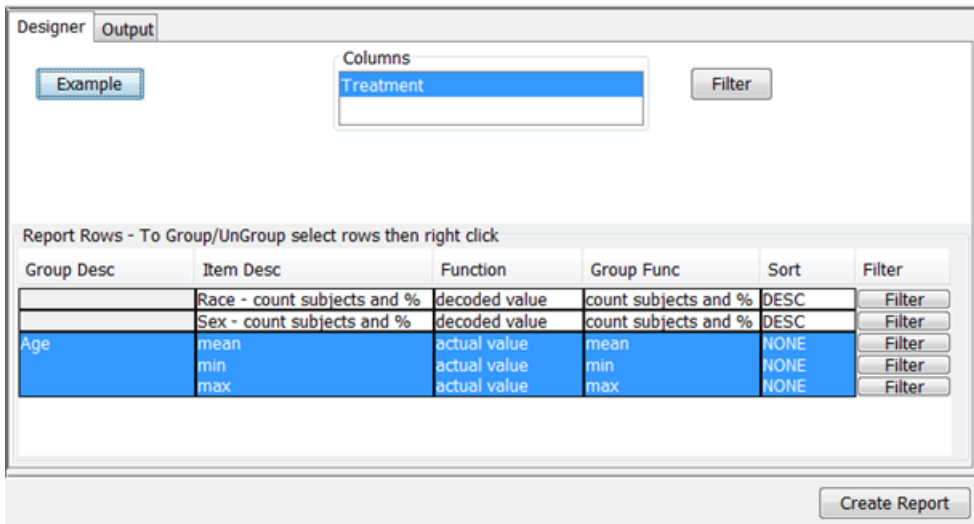 Designer Output
Columns
Example Treatment Filter
Report Rows - To Group/UnGroup select rows then right click
Group Desc Item Desc Function Group Func Sort Filter
Race - count subjects and % decoded value count subjects and % DESC Filter
Sex - count subjects and % decoded value count subjects and % DESC Filter
Age mean actual value mean NONE Filter
min actual value min NONE Filter
max actual value max NONE Filter
Create Report